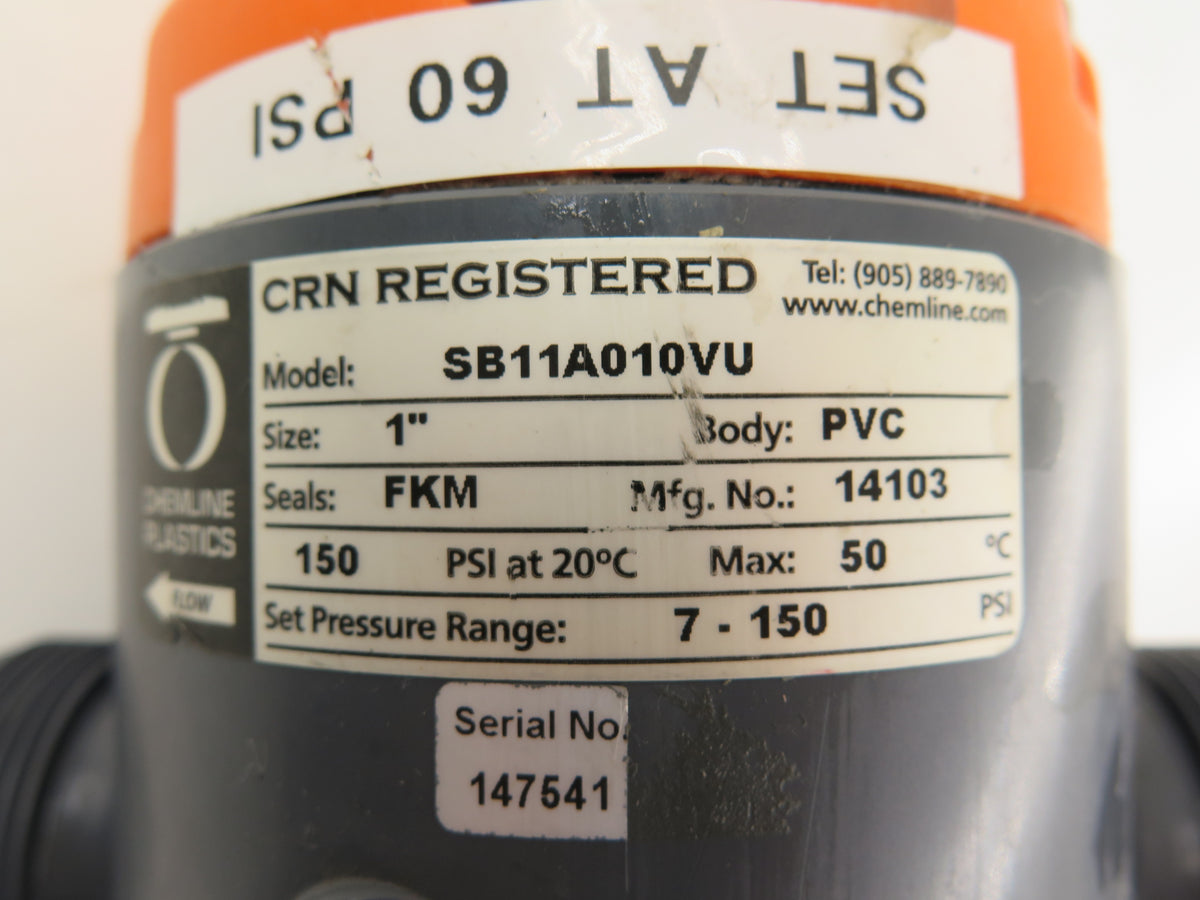 SET AT 60 PSI
CRN REGISTERED
Tel: (905) 889-7890
www.chemline.com
Model: SB11A010VU
Size: 1" Body: PVC
Seals: FKM Mfg. No.: 14103
150 PSI at 20ºC Max: 50 ºC
Set Pressure Range: 7 - 150 PSI
CHEMLINE
PLASTICS
FLOW
Serial No.
147541